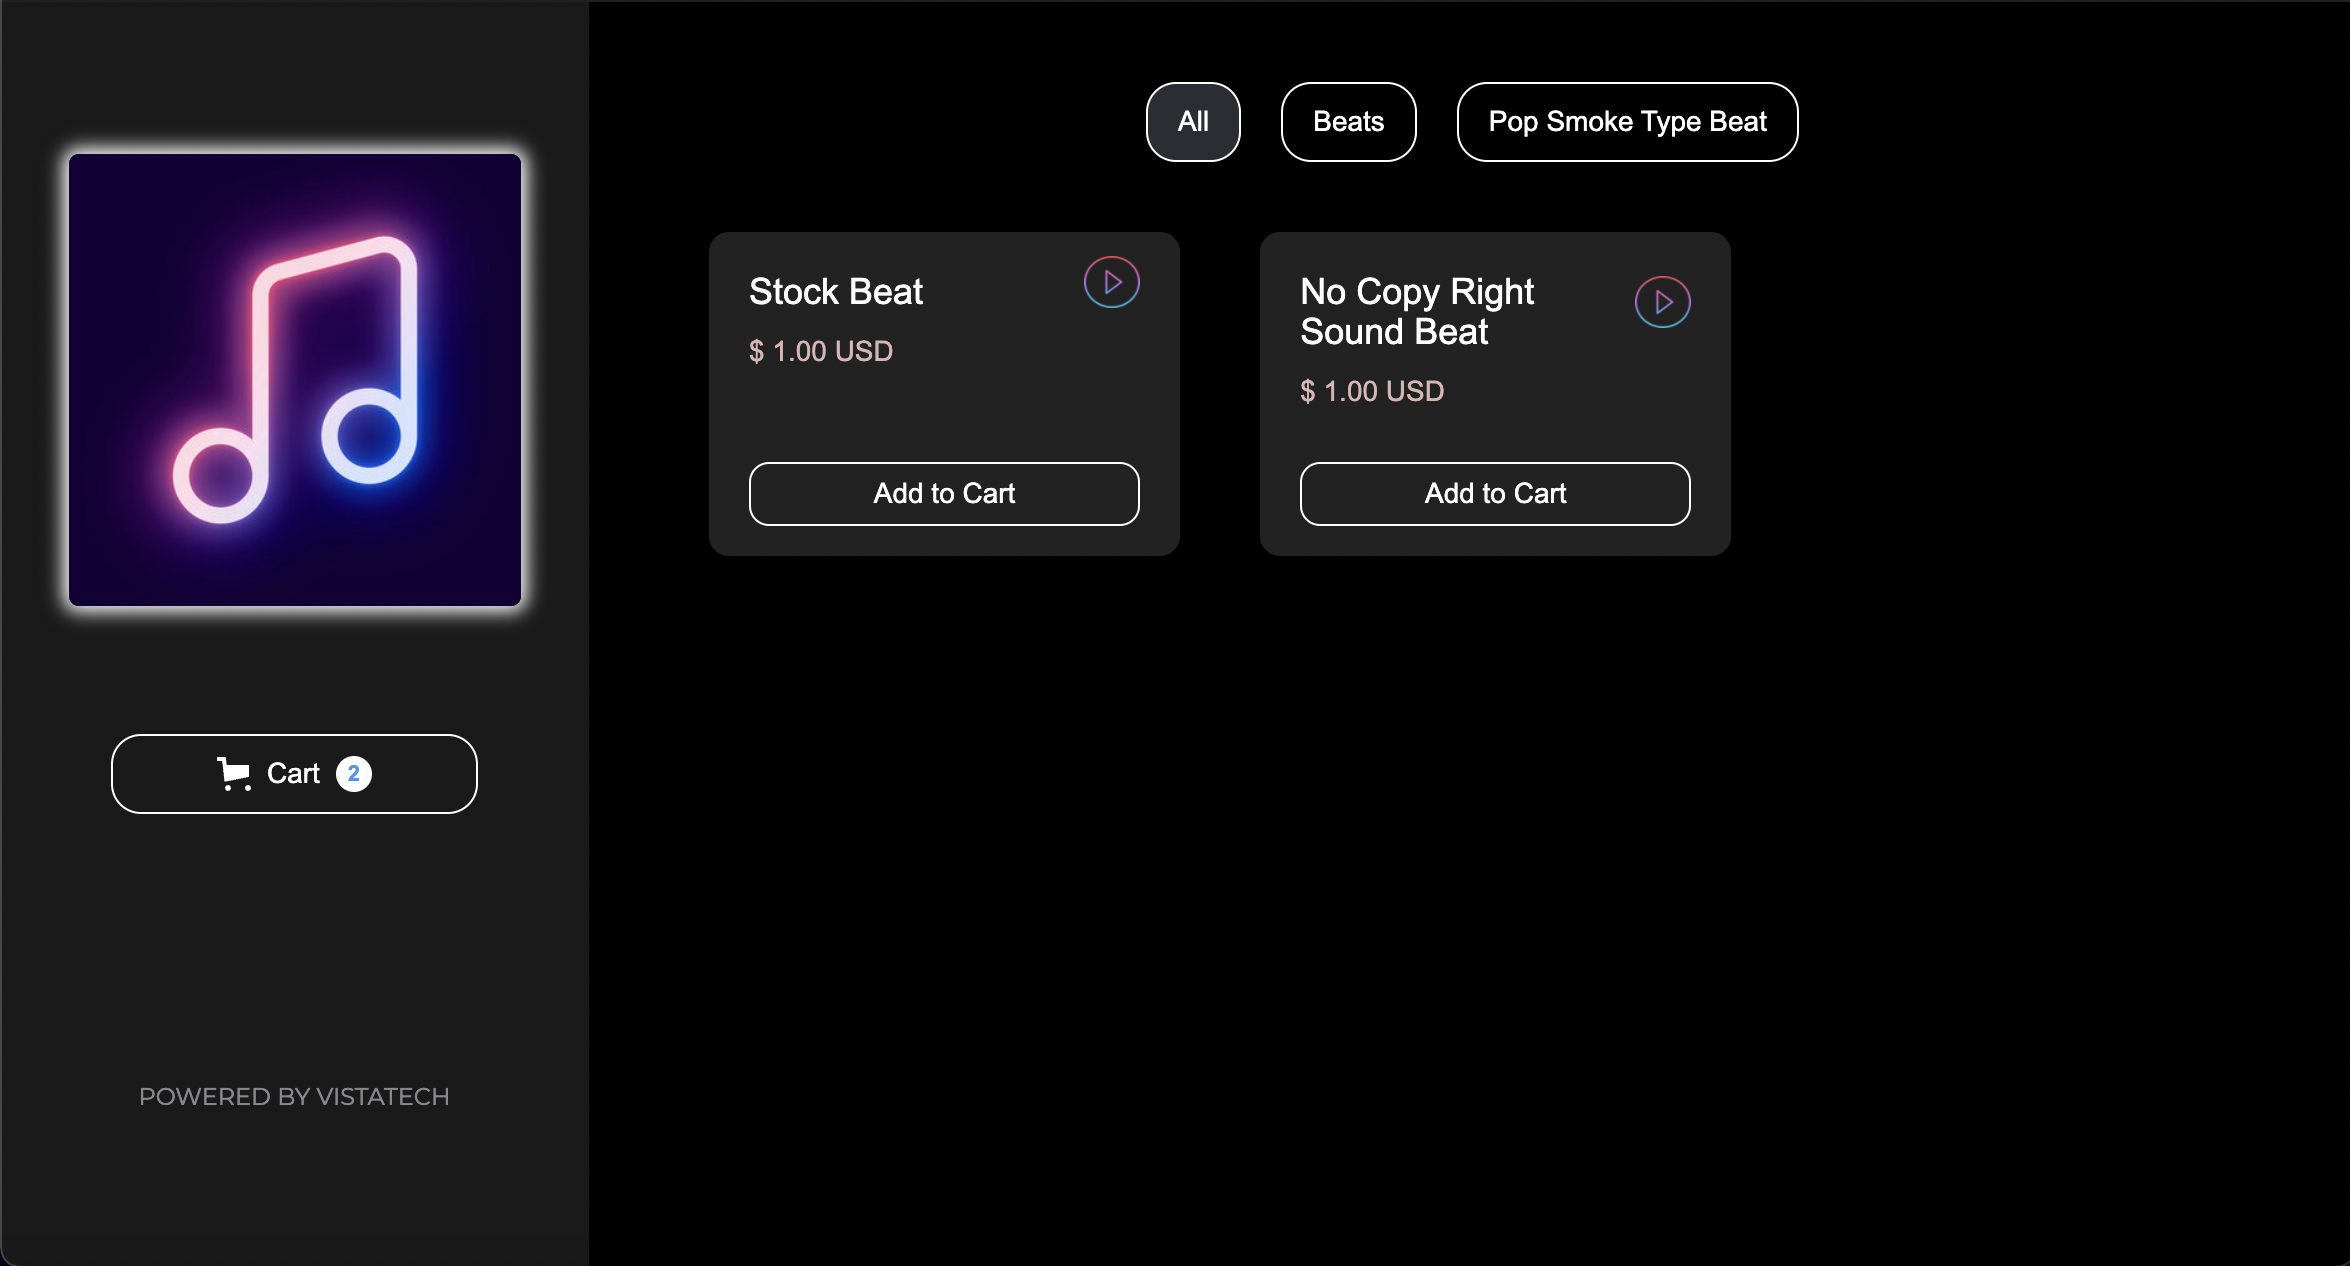 All
Beats
Pop Smoke Type Beat
Stock Beat
$ 1.00 USD
Add to Cart
No Copy Right
Sound Beat
$ 1.00 USD
Add to Cart
Cart 2
POWERED BY VISTATECH